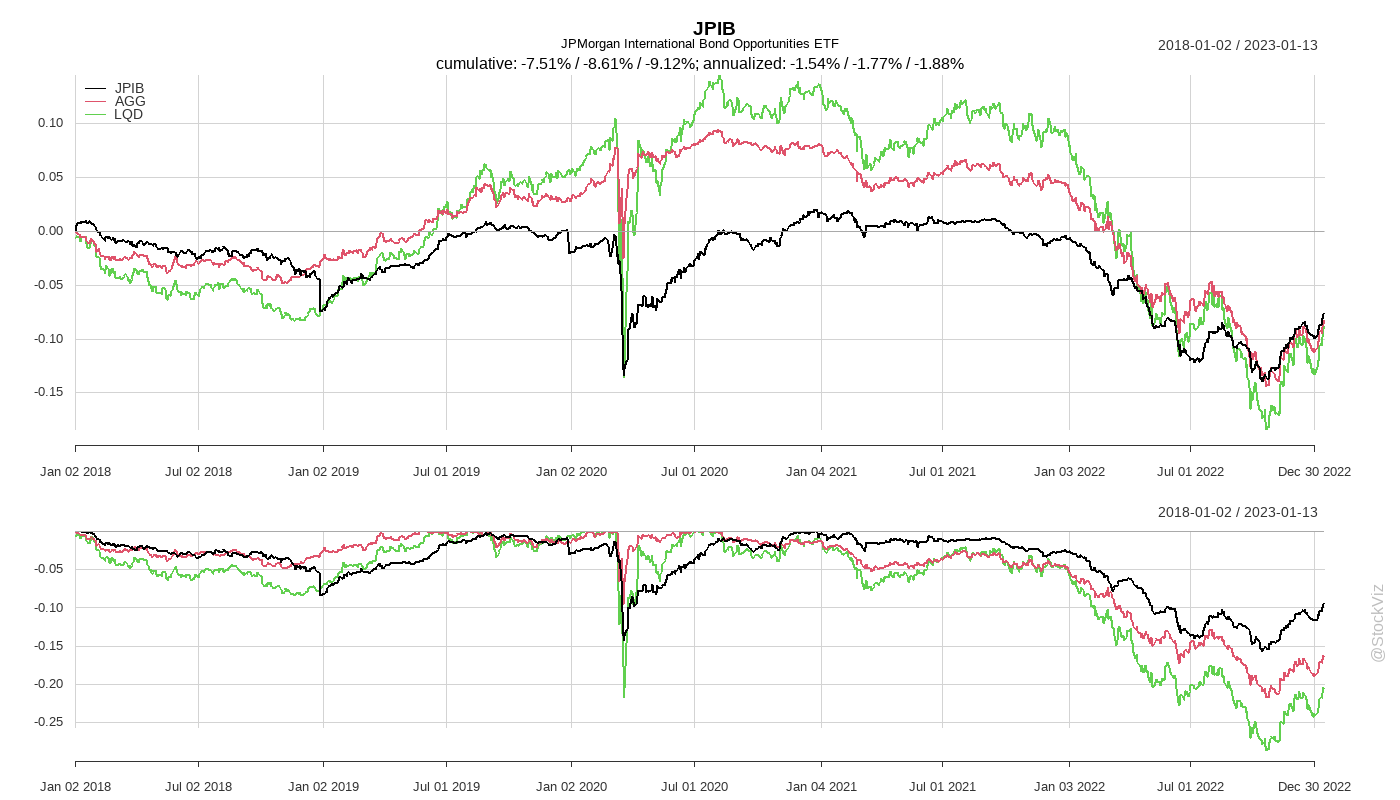 JPIB
JPMorgan International Bond Opportunities ETF
2018-01-02 / 2023-01-13
cumulative: -7.51% / -8.61% / -9.12%; annualized: -1.54% / -1.77% / -1.88%
JPIB
AGG
LQD
0.10
0.05
0.00
-0.05
-0.10
-0.15
Jan 02 2018 Jul 02 2018 Jan 02 2019 Jul 01 2019 Jan 02 2020 Jul 01 2020 Jan 04 2021 Jul 01 2021 Jan 03 2022 Jul 01 2022 Dec 30 2022
2018-01-02 / 2023-01-13
-0.05
-0.10
-0.15
-0.20
-0.25
Jan 02 2018 Jul 02 2018 Jan 02 2019 Jul 01 2019 Jan 02 2020 Jul 01 2020 Jan 04 2021 Jul 01 2021 Jan 03 2022 Jul 01 2022 Dec 30 2022
@StockViz